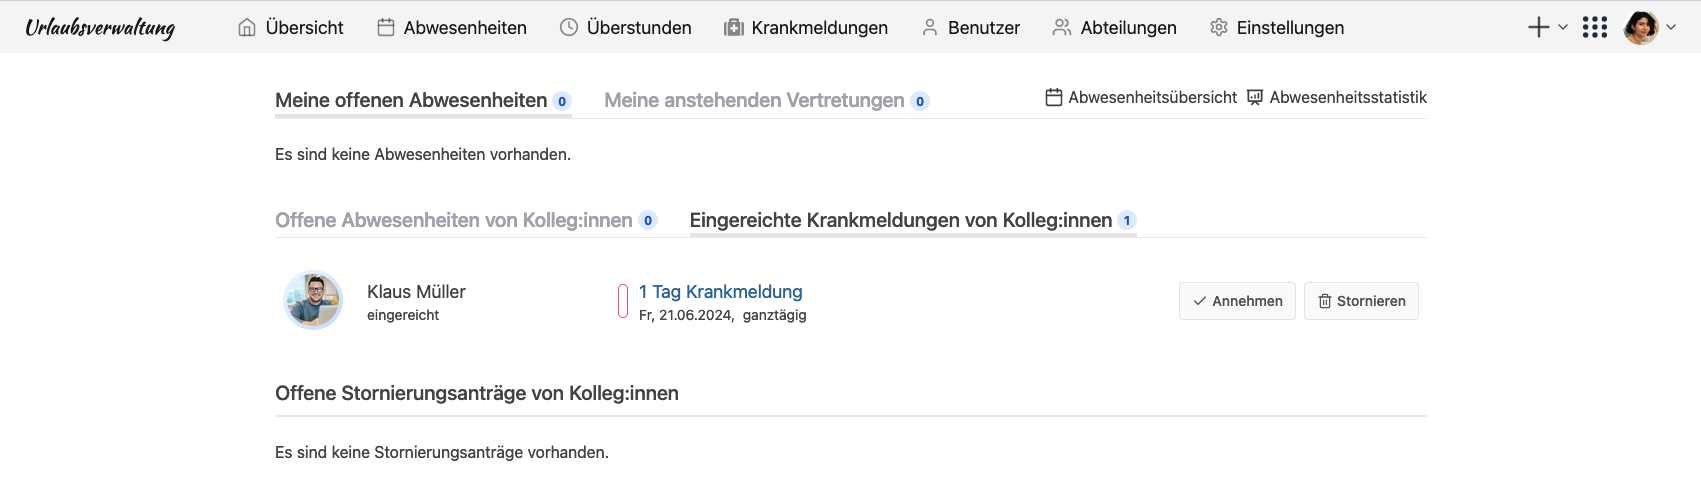 Urlaubsverwaltung Übersicht Abwesenheiten Überstunden Krankmeldungen Benutzer Abteilungen Einstellungen
Meine offenen Abwesenheiten 0 Meine anstehenden Vertretungen 0 Abwesenheitsübersicht Abwesenheitsstatistik
Es sind keine Abwesenheiten vorhanden.
Offene Abwesenheiten von Kolleg:innen 0 Eingereichte Krankmeldungen von Kolleg:innen 1
Klaus Müller 1 Tag Krankmeldung
eingereicht Fr, 21.06.2024, ganztägig
Annehmen Stornieren
Offene Stornierungsanträge von Kolleg:innen
Es sind keine Stornierungsanträge vorhanden.